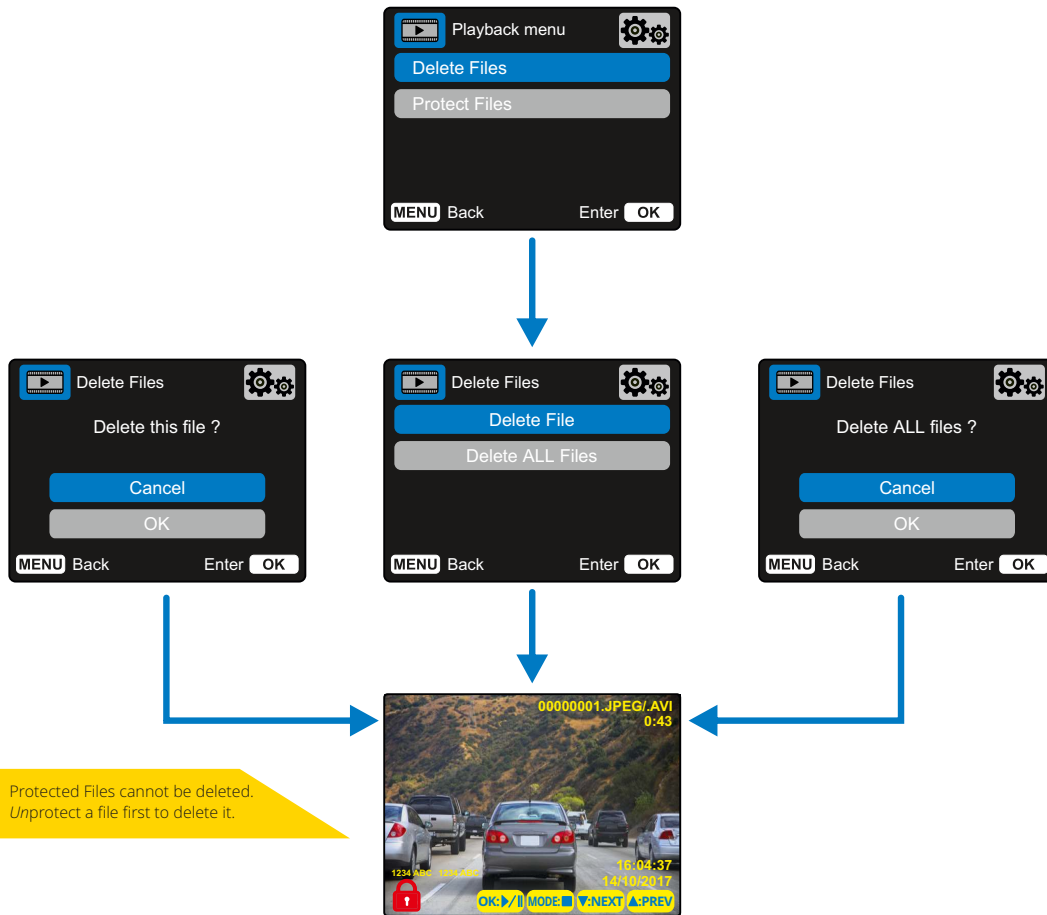 Playback menu
Delete Files
Protect Files
MENU Back Enter OK
Delete Files
Delete this file ?
Cancel
OK
MENU Back Enter OK
Delete Files
Delete File
Delete ALL Files
MENU Back Enter OK
Delete Files
Delete ALL files ?
Cancel
OK
MENU Back Enter OK
00000001.JPEG/.AVI
0:43
Protected Files cannot be deleted.
Unprotect a file first to delete it.
16:04:37
1234 ABC 1234 ABC
14/10/2017
OK: MODE: :NEXT :PREV